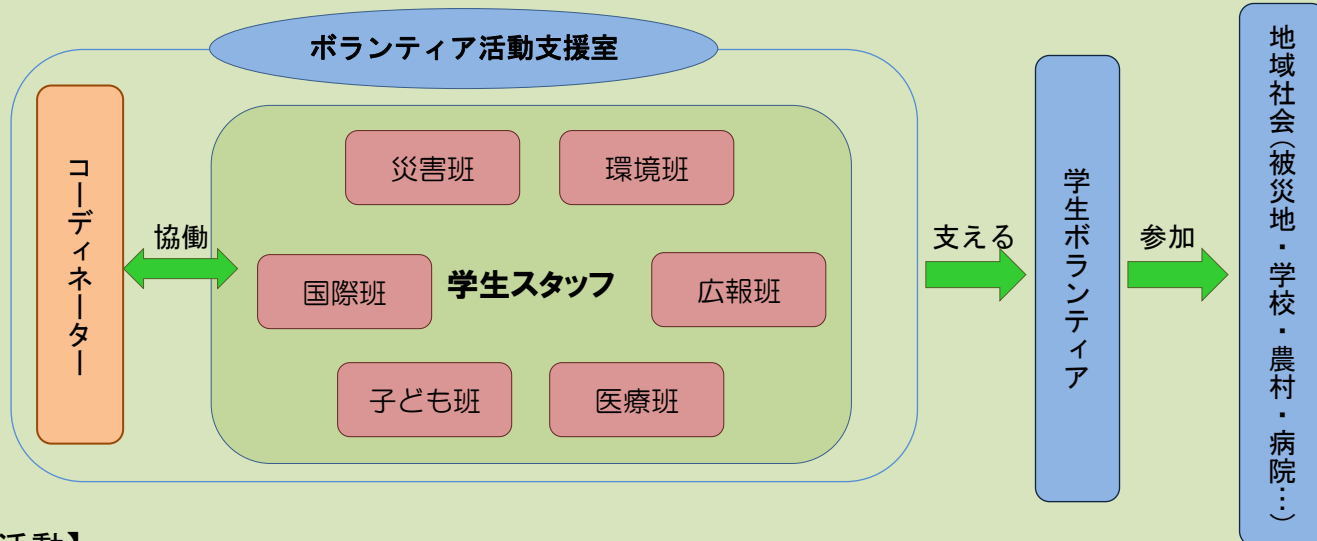 ボランティア活動支援室
コーディネーター
協働
災害班
環境班
国際班
学生スタッフ
広報班
子ども班
医療班
支える
学生ボランティア
参加
地域社会(被災地・学校・農村・病院…)
活動】